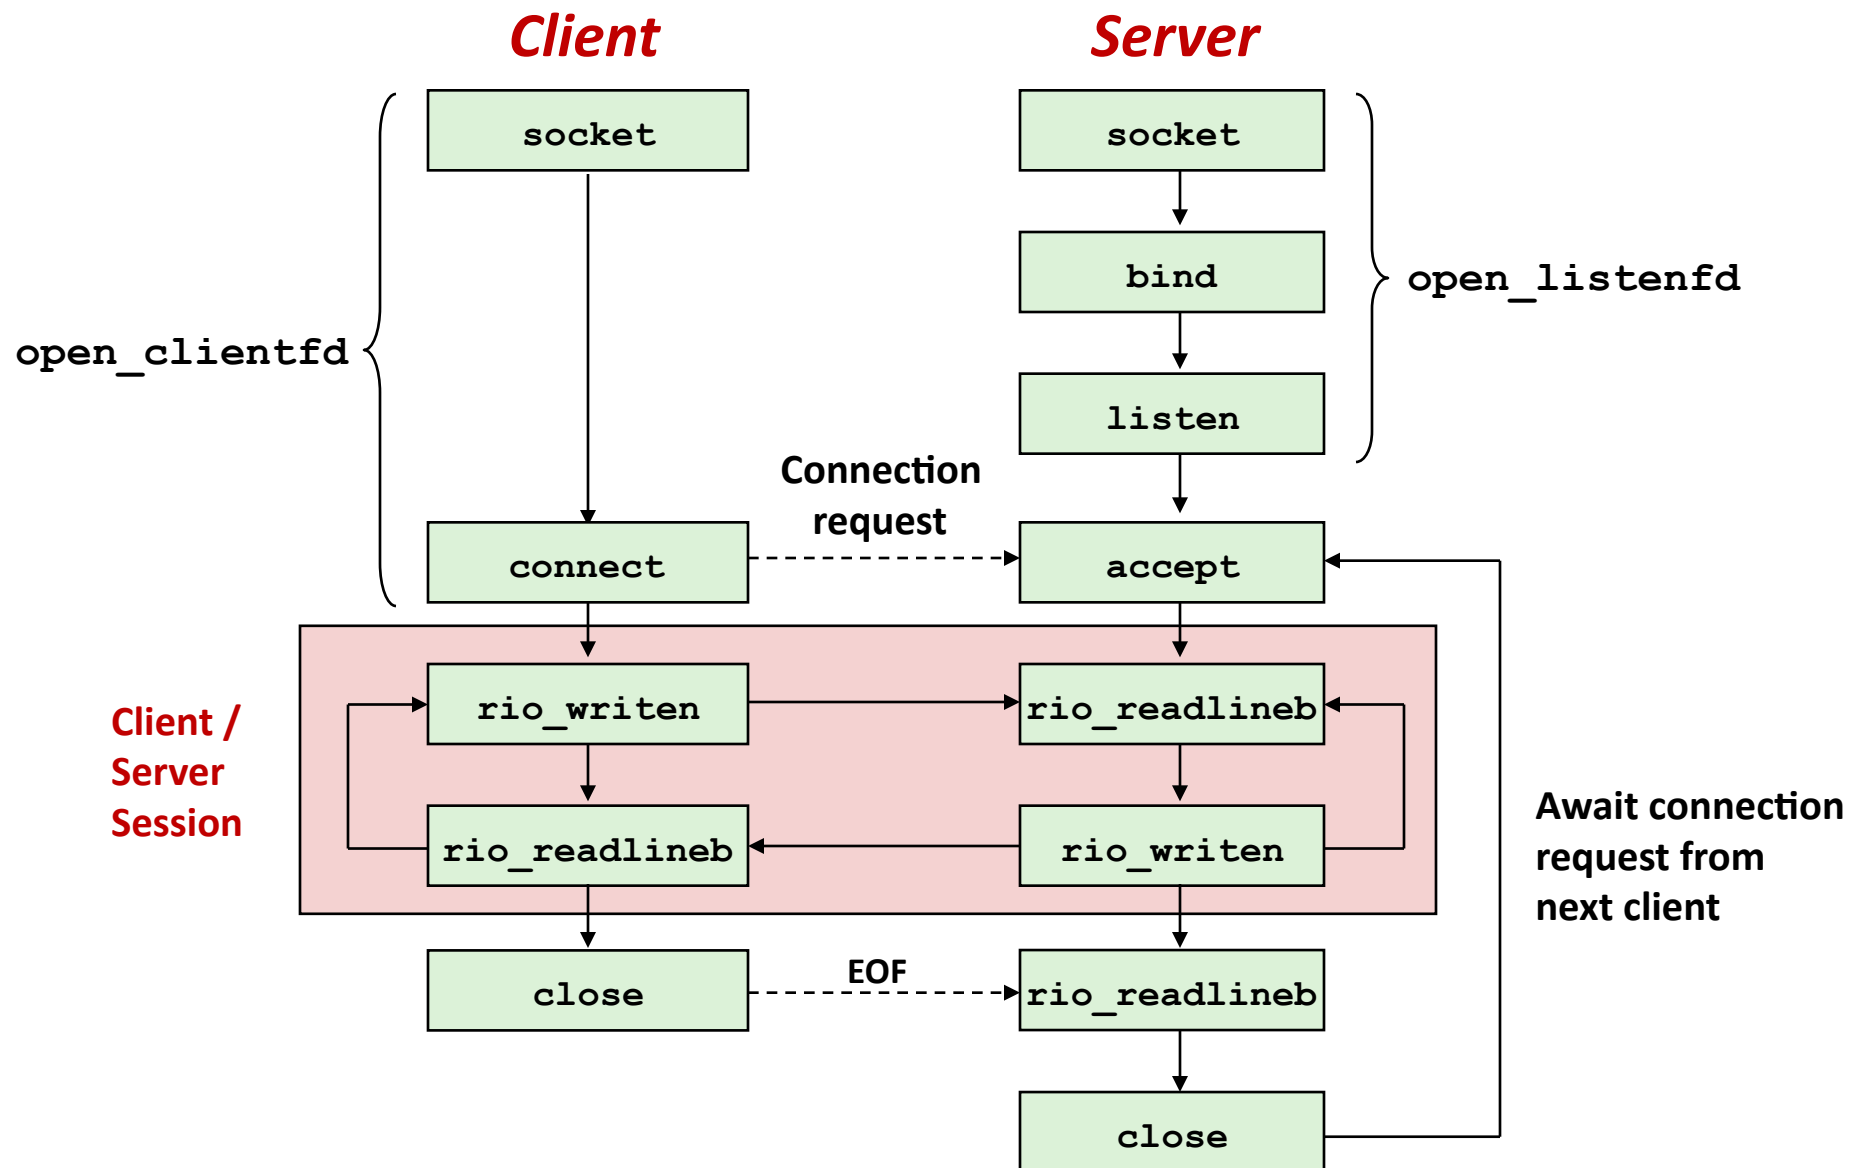 Client
Server
socket
socket
bind
open_listenfd
open_clientfd
listen
Connection
request
connect
accept
rio_writen
rio_readlineb
Client /
Server
Session
rio_readlineb
rio_writen
Await connection
request from
next client
close
EOF
rio_readlineb
close